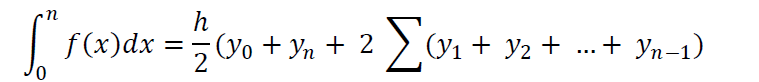 ∫₀ⁿ f(x)dx = h/2 (y₀ + yₙ + 2 ∑(y₁ + y₂ + ...+ yₙ₋₁)